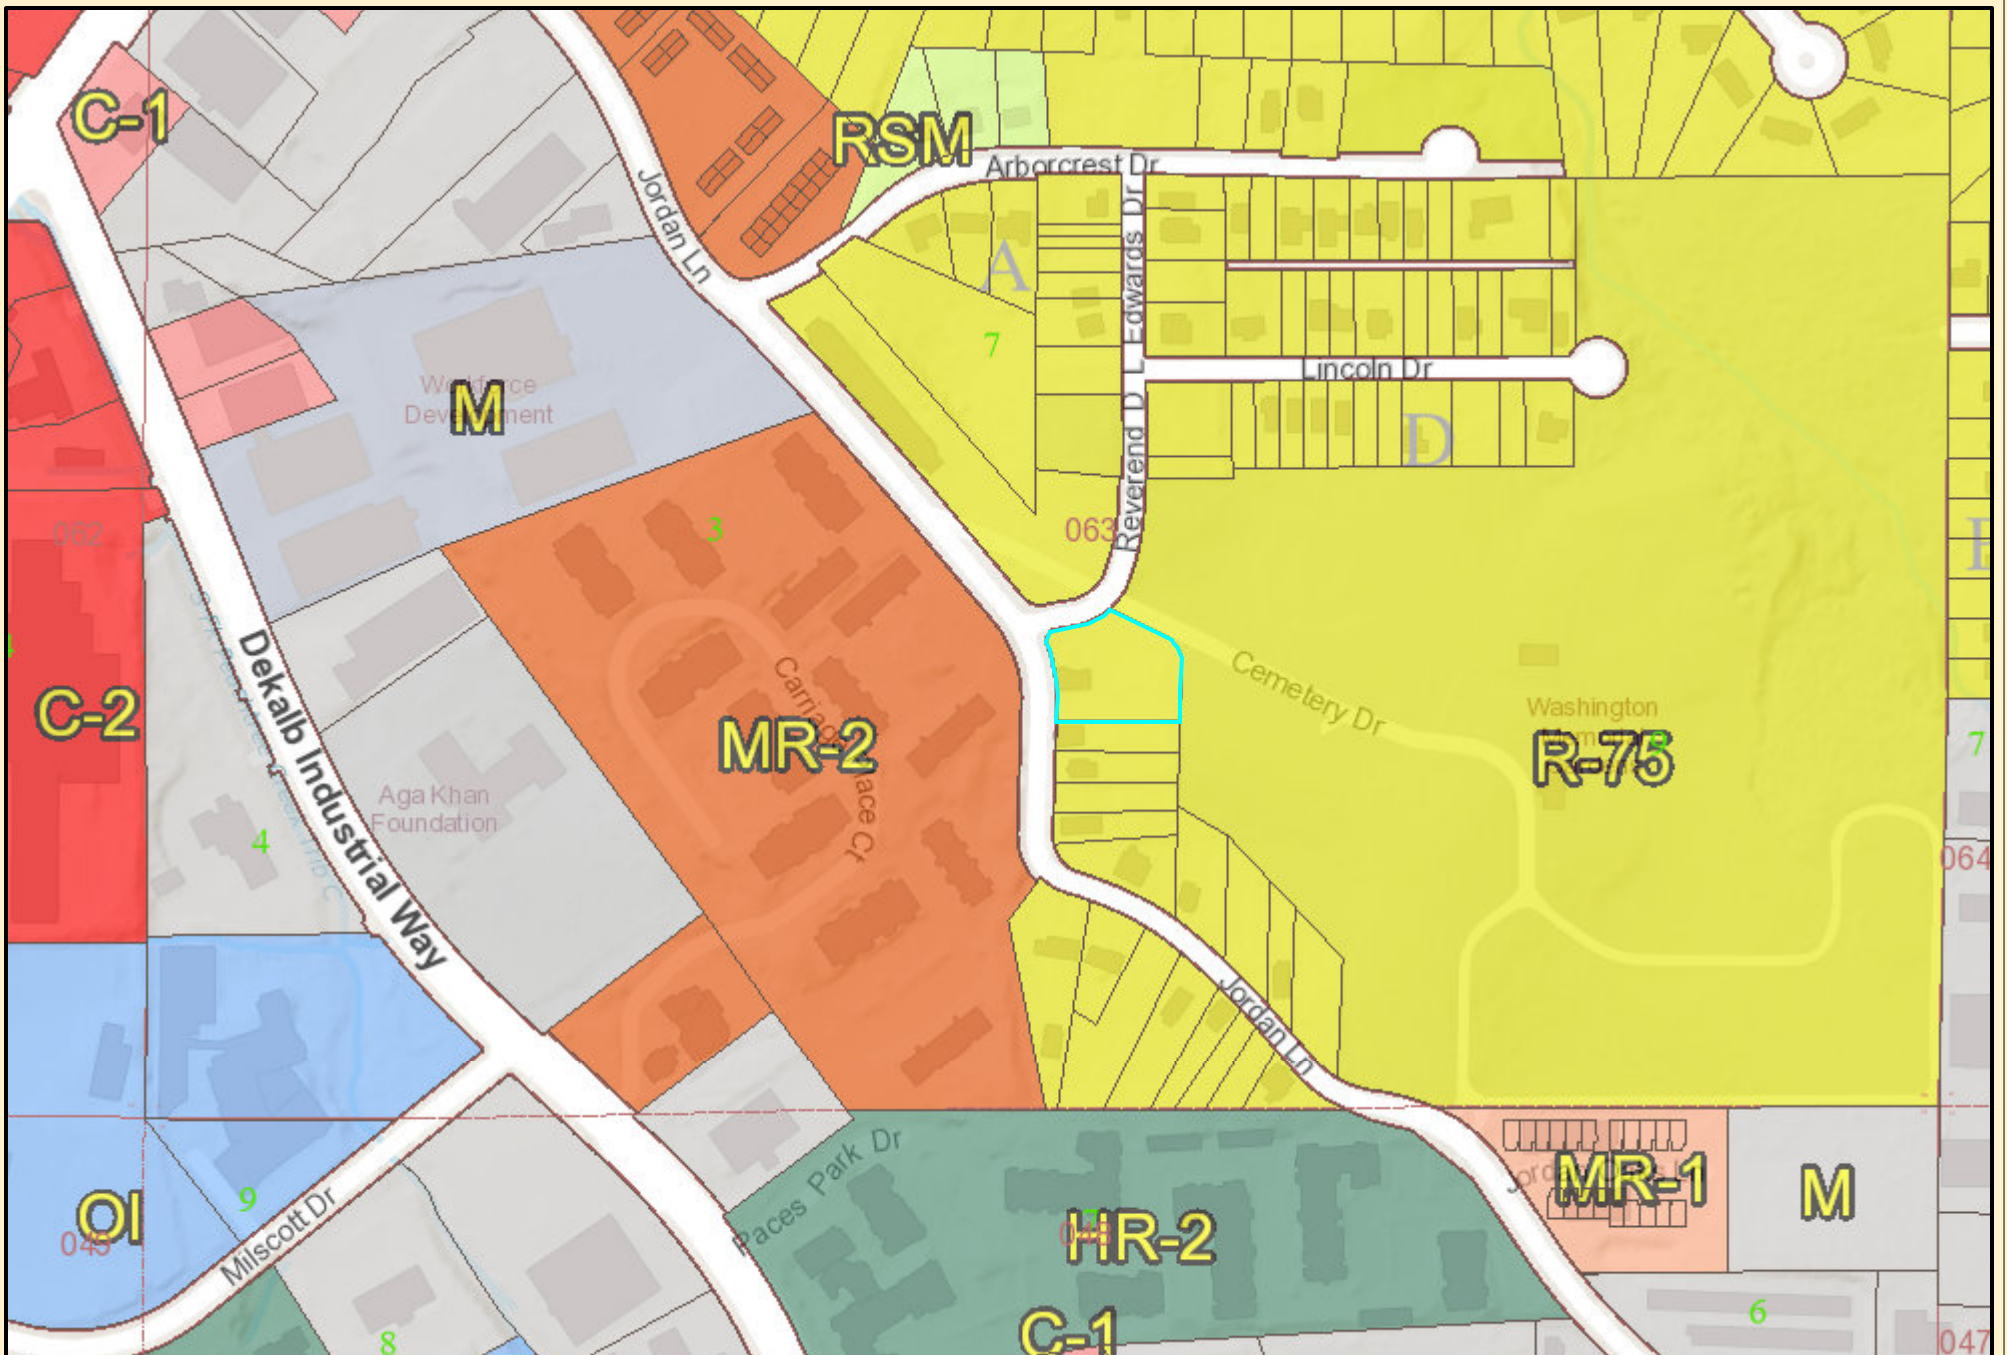 C-1
RSM
Arborcrest Dr
Jordan Ln
A
Reverend D L Edwards Dr
7
Lincoln Dr
Workforce
Development
M
D
3
063
062
Cemetery Dr
Dekalb Industrial Way
C-2
MR-2
Carriage Place Ct
Washington
R-75
7
Aga Khan
Foundation
4
064
Jordan Ln
Paces Park Dr
MR-1
M
OI
9
049
Milscott Dr
HR-2
048
C-1
6
8
047